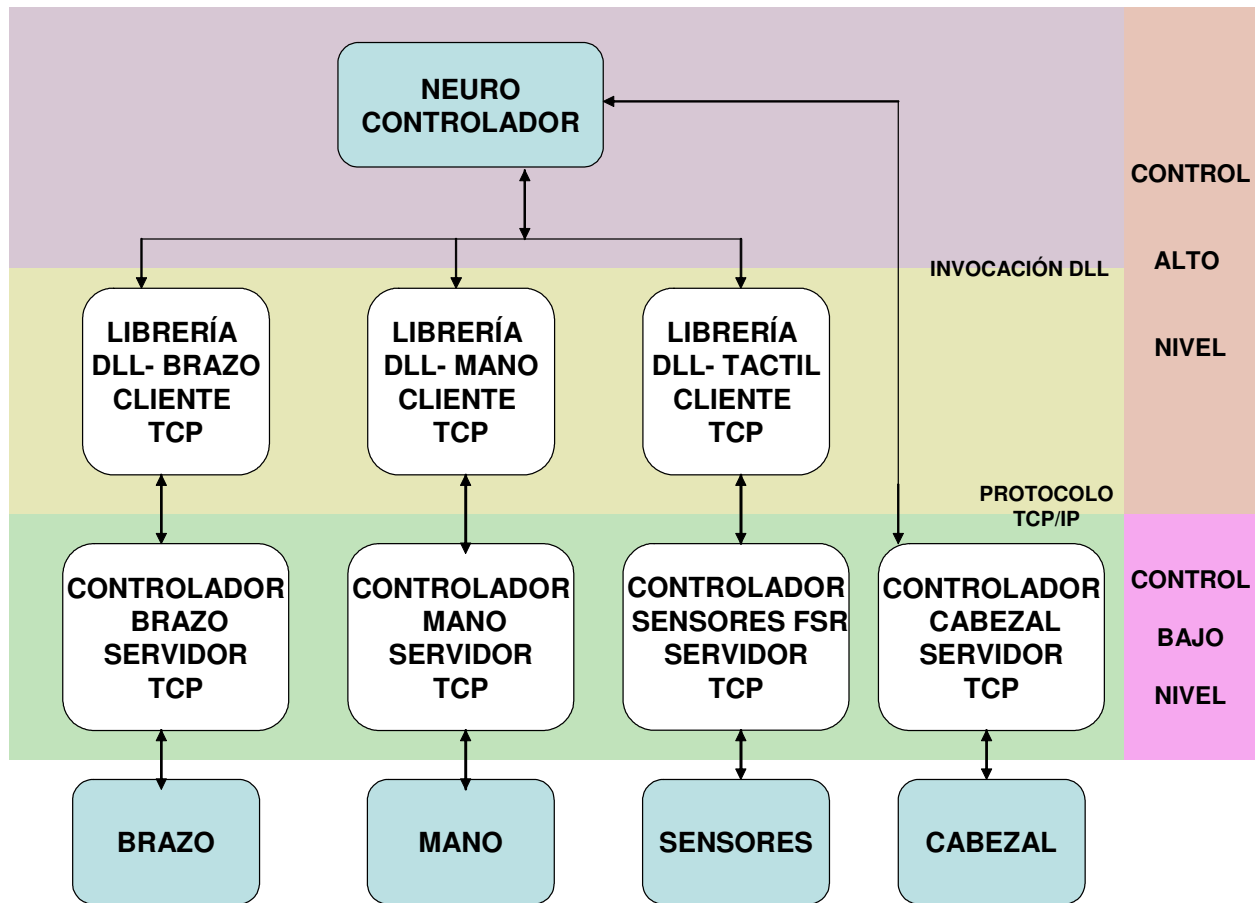 NEURO
CONTROLADOR
CONTROL
ALTO
NIVEL
INVOCACIÓN DLL
LIBRERÍA
DLL- BRAZO
CLIENTE
TCP
LIBRERÍA
DLL- MANO
CLIENTE
TCP
LIBRERÍA
DLL- TACTIL
CLIENTE
TCP
PROTOCOLO
TCP/IP
CONTROLADOR
BRAZO
SERVIDOR
TCP
CONTROLADOR
MANO
SERVIDOR
TCP
CONTROLADOR
SENSORES FSR
SERVIDOR
TCP
CONTROLADOR
CABEZAL
SERVIDOR
TCP
CONTROL
BAJO
NIVEL
BRAZO
MANO
SENSORES
CABEZAL